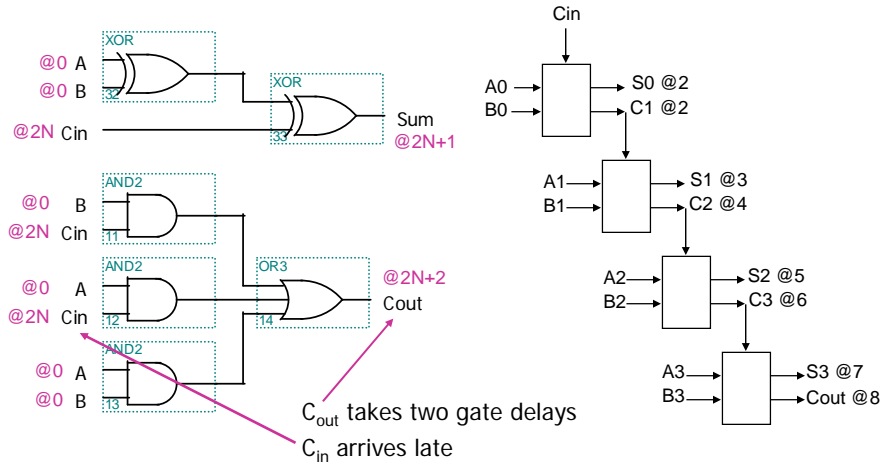 XOR
@0 A
@0 B
32
XOR
@2N Cin
33
Sum
@2N+1
AND2
@0 B
@2N Cin
11
AND2
@0 A
@2N Cin
12
OR3
14
@2N+2
Cout
AND2
@0 A
@0 B
13
Cout takes two gate delays
Cin arrives late
Cin
A0
B0
S0 @2
C1 @2
A1
B1
S1 @3
C2 @4
A2
B2
S2 @5
C3 @6
A3
B3
S3 @7
Cout @8